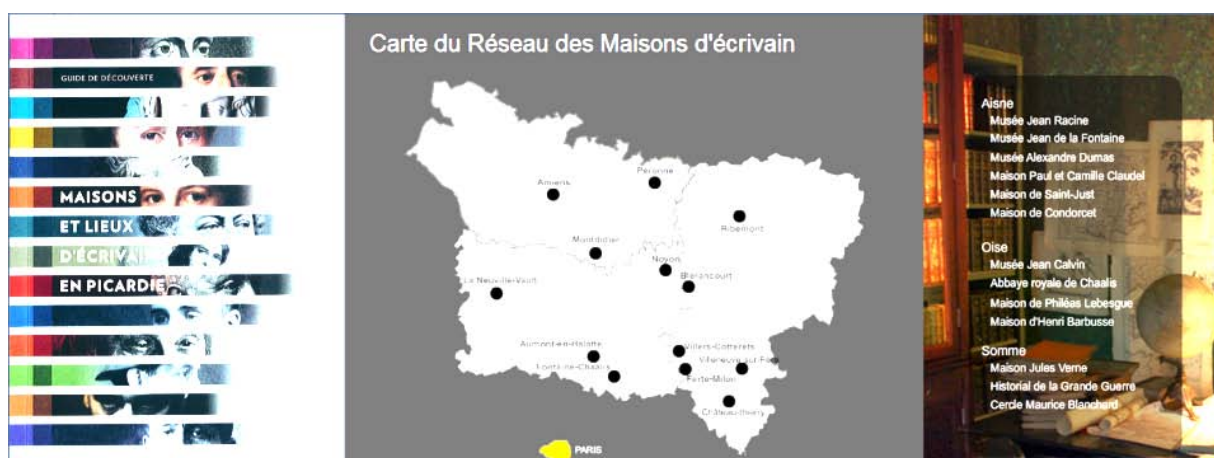 GUIDE DE DÉCOUVERTE
MAISONS
ET LIEUX
D'ÉCRIVAI
EN PICARDIE
Carte du Réseau des Maisons d'écrivain
Amiens
Péronne
Ribemont
Montdidier
Noyon
Blérancourt
La Neuville-Vault
Aumont-en-Halatte
Fontaine-Chaalis
Villers-Cotterêts
Villeneuve sur Fère
Ferté-Milon
Château-thierry
PARIS
Aisne
Musée Jean Racine
Musée Jean de la Fontaine
Musée Alexandre Dumas
Maison Paul et Camille Claudel
Maison de Saint-Just
Maison de Condorcet
Oise
Musée Jean Calvin
Abbaye royale de Chaalis
Maison de Philéas Lebesgue
Maison d'Henri Barbusse
Somme
Maison Jules Verne
Historial de la Grande Guerre
Cercle Maurice Blanchard